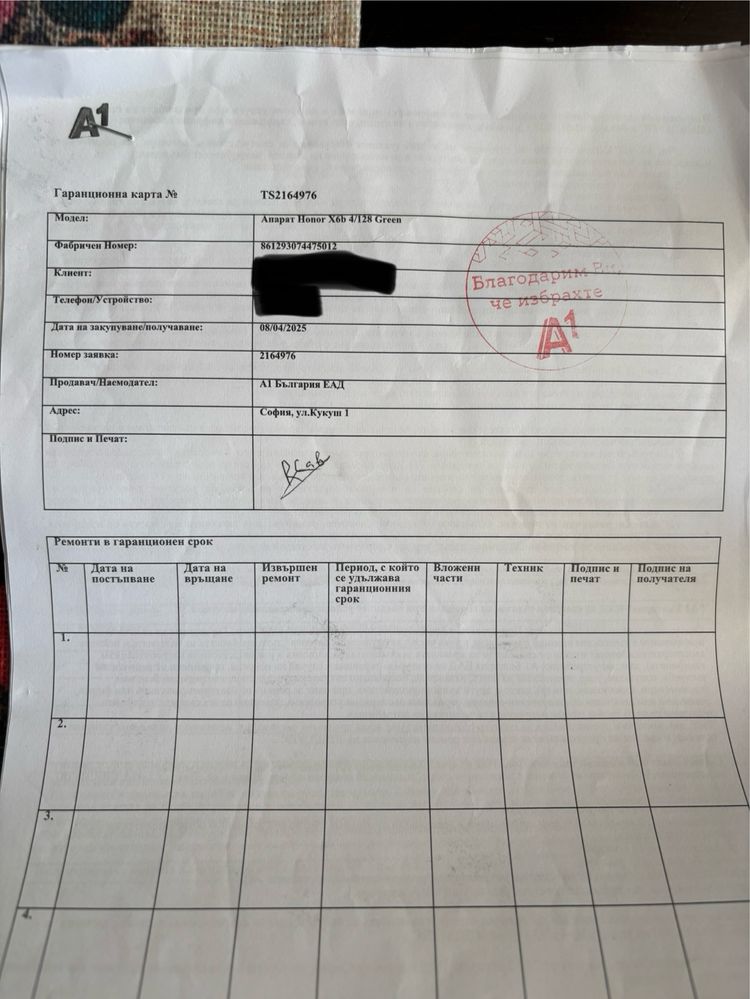 A1
Гаранционна карта № TS2164976
Модел: Апарат Honor X6b 4/128 Green
Фабричен Номер: 861293074475012
Клиент:
Телефон/Устройство:
Дата на закупуване/получаване: 08/04/2025
Номер заявка: 2164976
Продавач/Наемодател: А1 България ЕАД
Адрес: София, ул.Кукуш 1
Подпис и Печат:
Благодарим
че избрахте
A1
Ремонти в гаранционен срок
№ Дата на постъпване Дата на връщане Извършен ремонт Период, с който се удължава гаранционния срок Вложени части Техник Подпис и печат Подпис на получателя
1.
2.
3.
4.